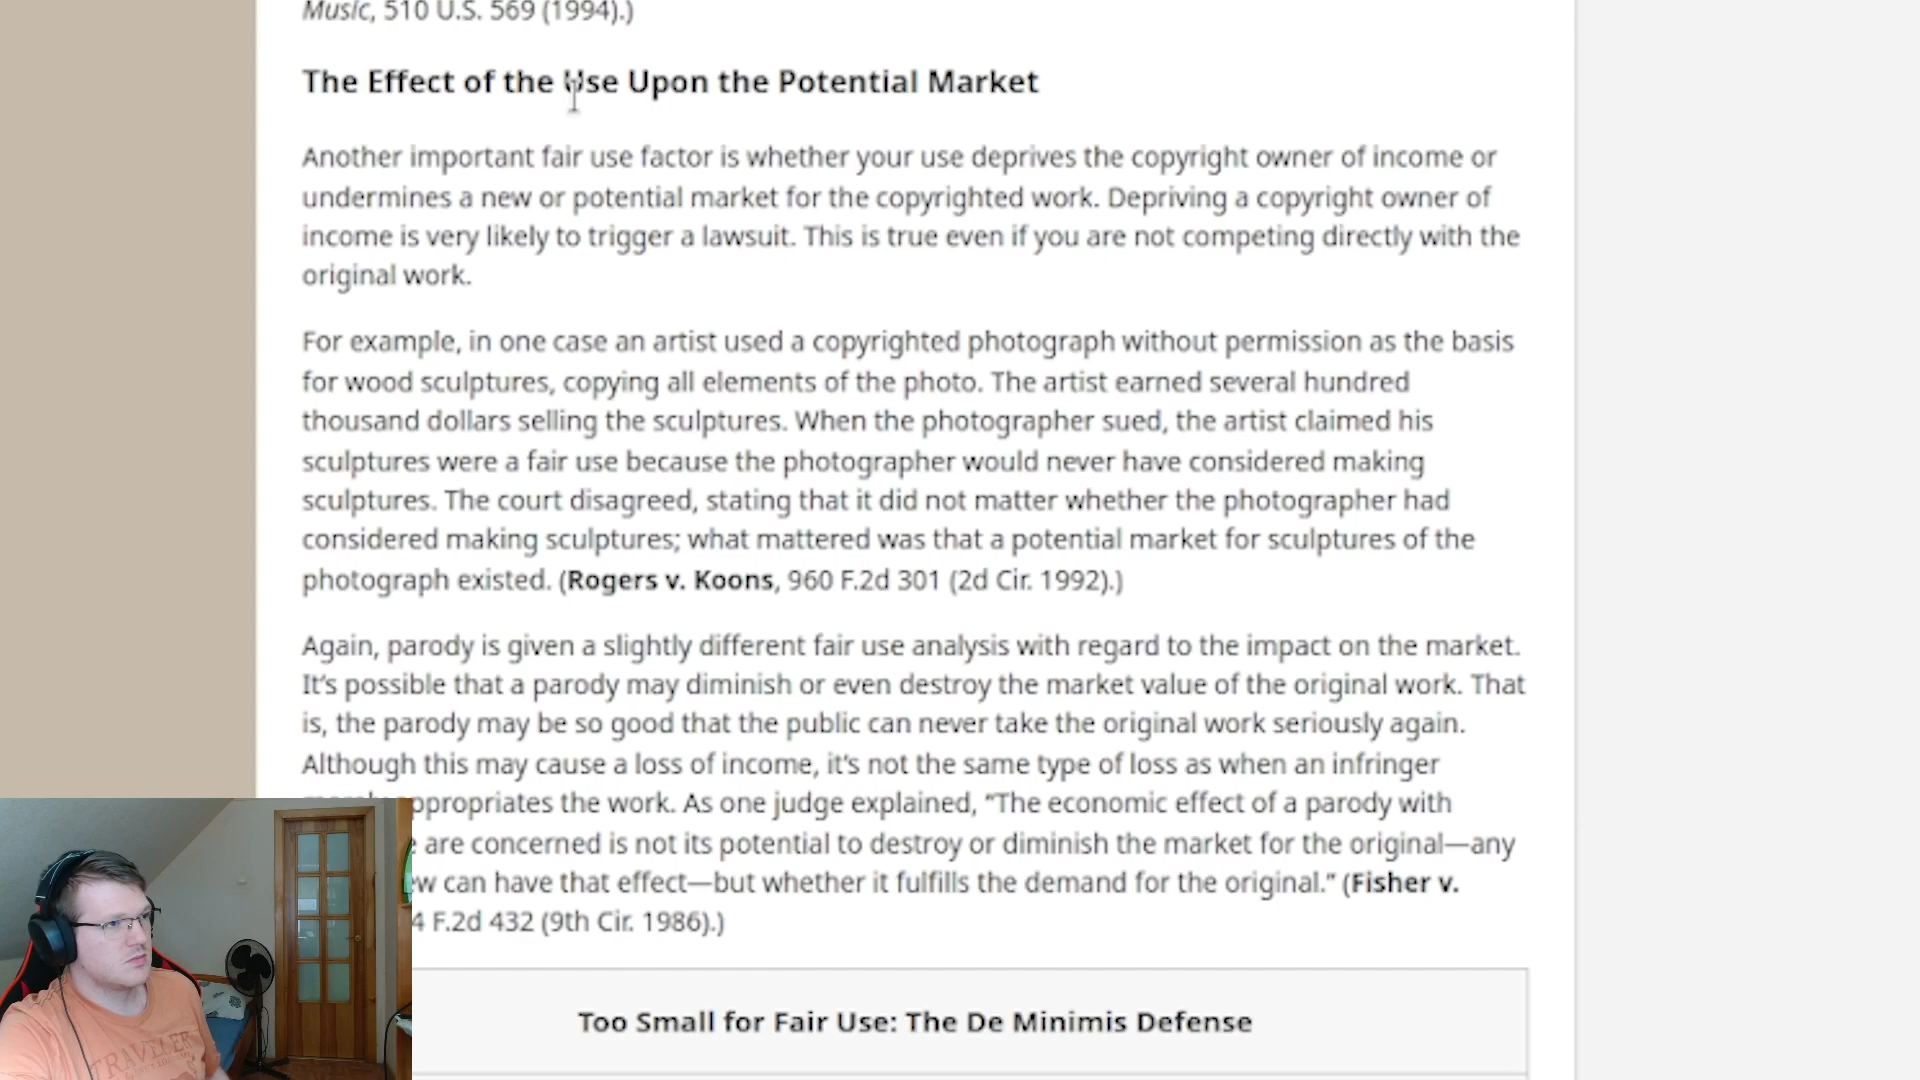 Music, 510 U.S. 569 (1994).)
The Effect of the Use Upon the Potential Market
Another important fair use factor is whether your use deprives the copyright owner of income or
undermines a new or potential market for the copyrighted work. Depriving a copyright owner of
income is very likely to trigger a lawsuit. This is true even if you are not competing directly with the
original work.
For example, in one case an artist used a copyrighted photograph without permission as the basis
for wood sculptures, copying all elements of the photo. The artist earned several hundred
thousand dollars selling the sculptures. When the photographer sued, the artist claimed his
sculptures were a fair use because the photographer would never have considered making
sculptures. The court disagreed, stating that it did not matter whether the photographer had
considered making sculptures; what mattered was that a potential market for sculptures of the
photograph existed. (Rogers v. Koons, 960 F.2d 301 (2d Cir. 1992).)
Again, parody is given a slightly different fair use analysis with regard to the impact on the market.
It’s possible that a parody may diminish or even destroy the market value of the original work. That
is, the parody may be so good that the public can never take the original work seriously again.
Although this may cause a loss of income, it’s not the same type of loss as when an infringer
ppropriates the work. As one judge explained, “The economic effect of a parody with
are concerned is not its potential to destroy or diminish the market for the original—any
w can have that effect—but whether it fulfills the demand for the original.” (Fisher v.
4 F.2d 432 (9th Cir. 1986).)
Too Small for Fair Use: The De Minimis Defense
TRAVELER